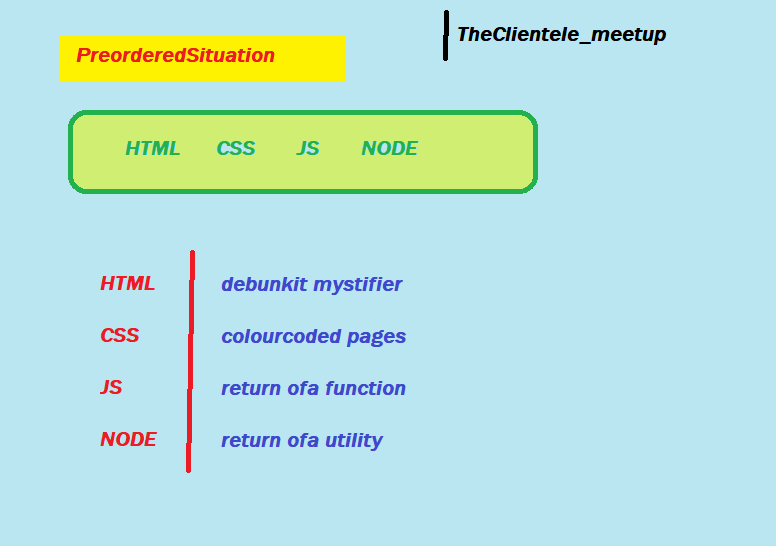 TheClientele_meetup
PreorderedSituation
HTML CSS JS NODE
HTML debunkit mystifier
CSS colourcoded pages
JS return ofa function
NODE return ofa utility